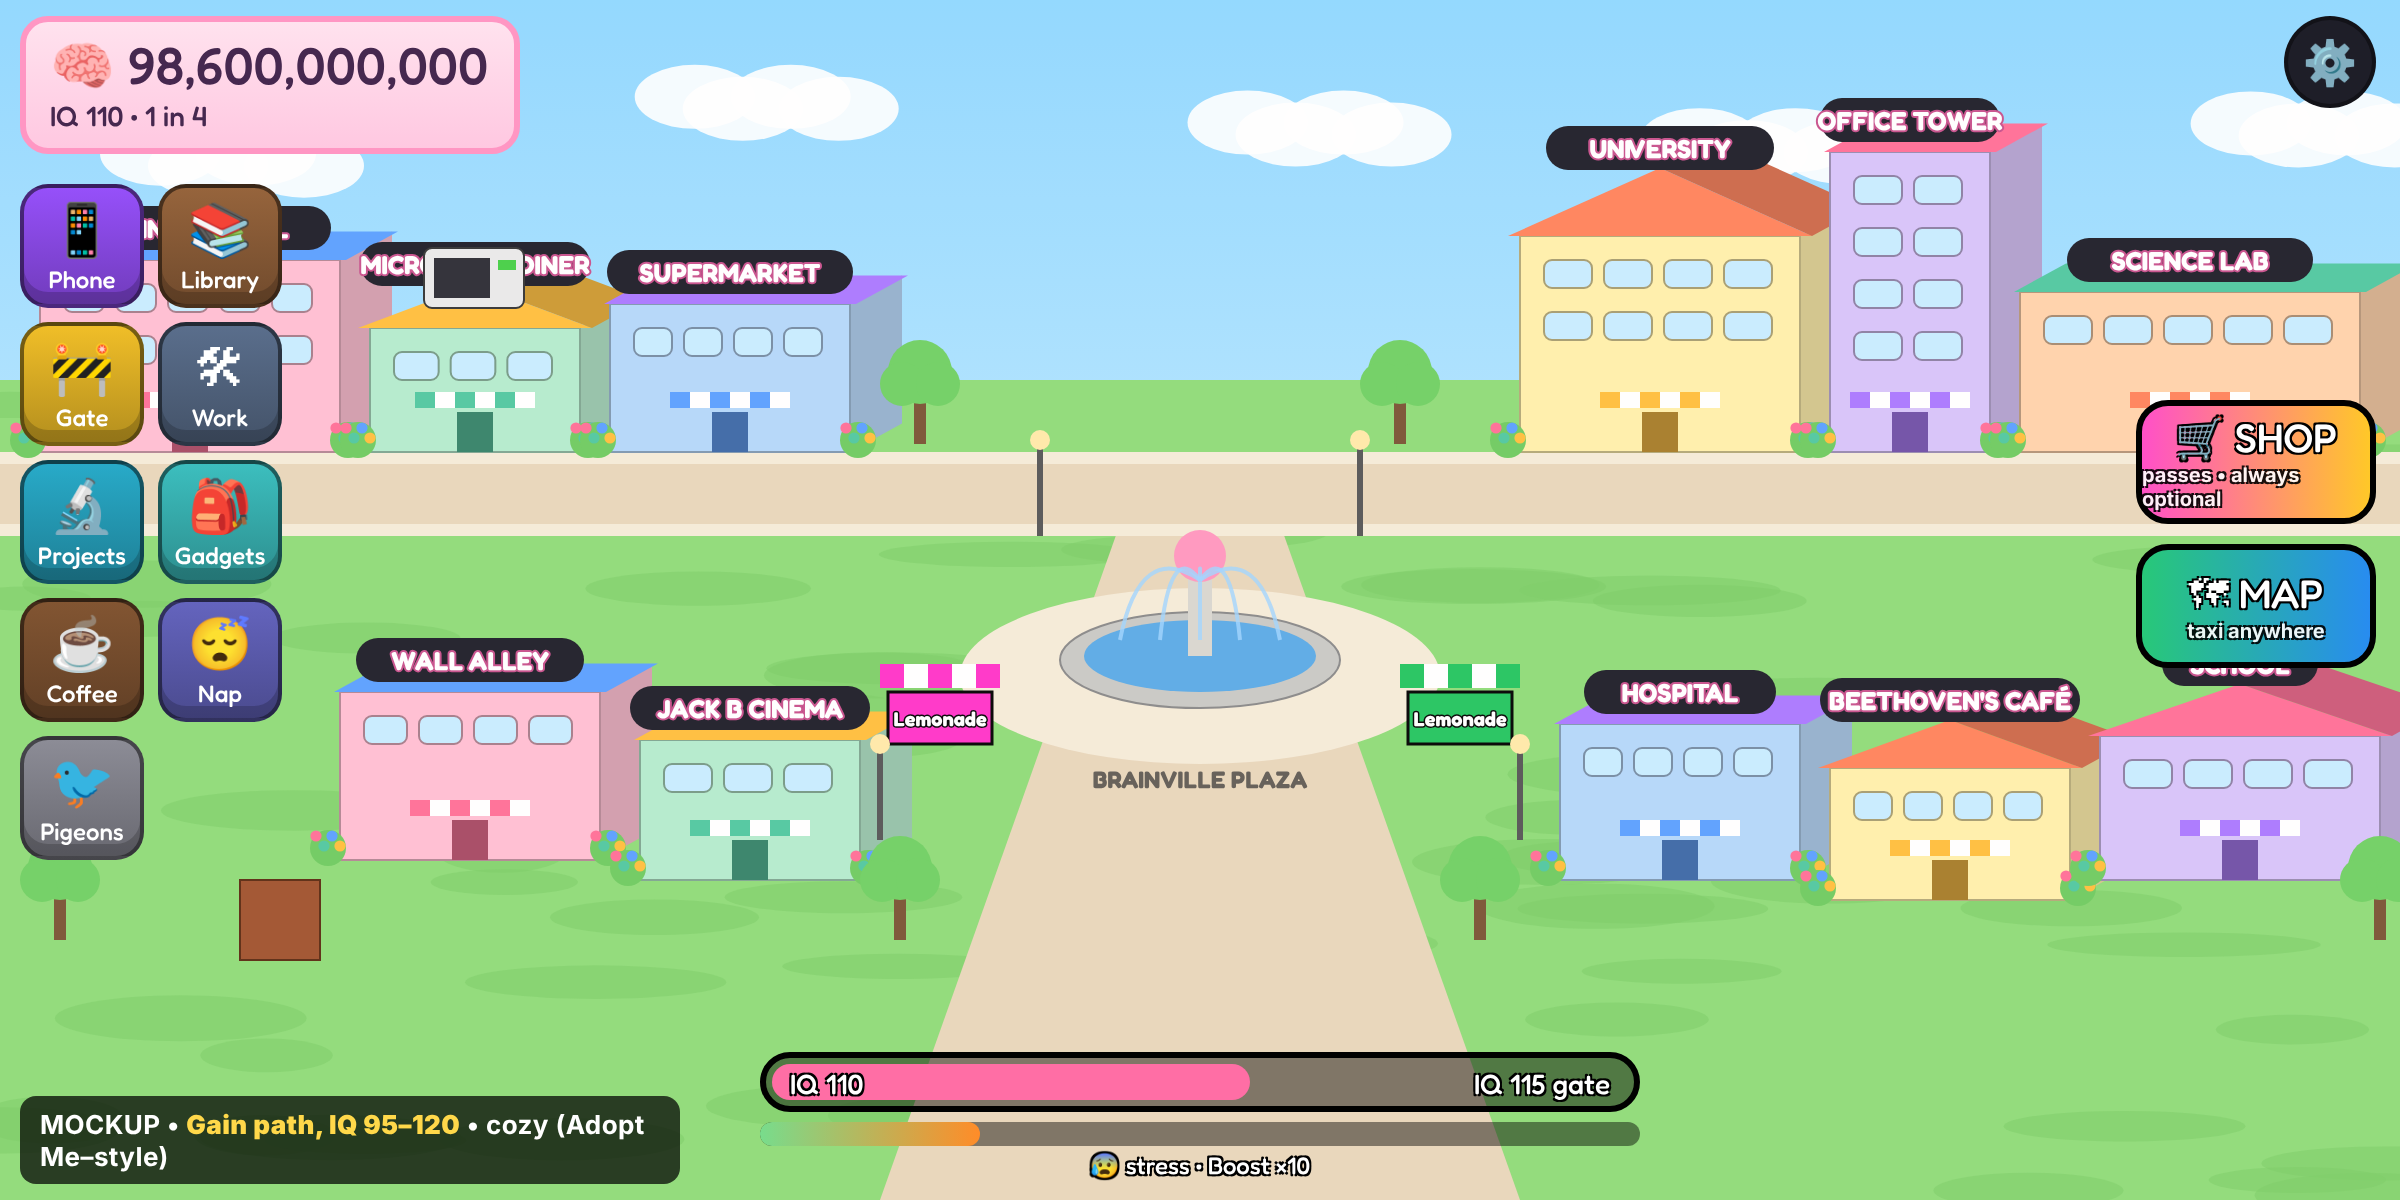 98,600,000,000
IQ 110 • 1 in 4
OFFICE TOWER
UNIVERSITY
SCIENCE LAB
SUPERMARKET
DINER
Phone
Library
Gate
Work
Projects
Gadgets
Coffee
Nap
Pigeons
SHOP
passes • always
optional
MAP
taxi anywhere
SCHOOL
WALL ALLEY
JACK B CINEMA
Lemonade
Lemonade
HOSPITAL
BEETHOVEN'S CAFÉ
BRAINVILLE PLAZA
IQ 110
IQ 115 gate
stress • Boost ×10
MOCKUP • Gain path, IQ 95–120 • cozy (Adopt
Me–style)